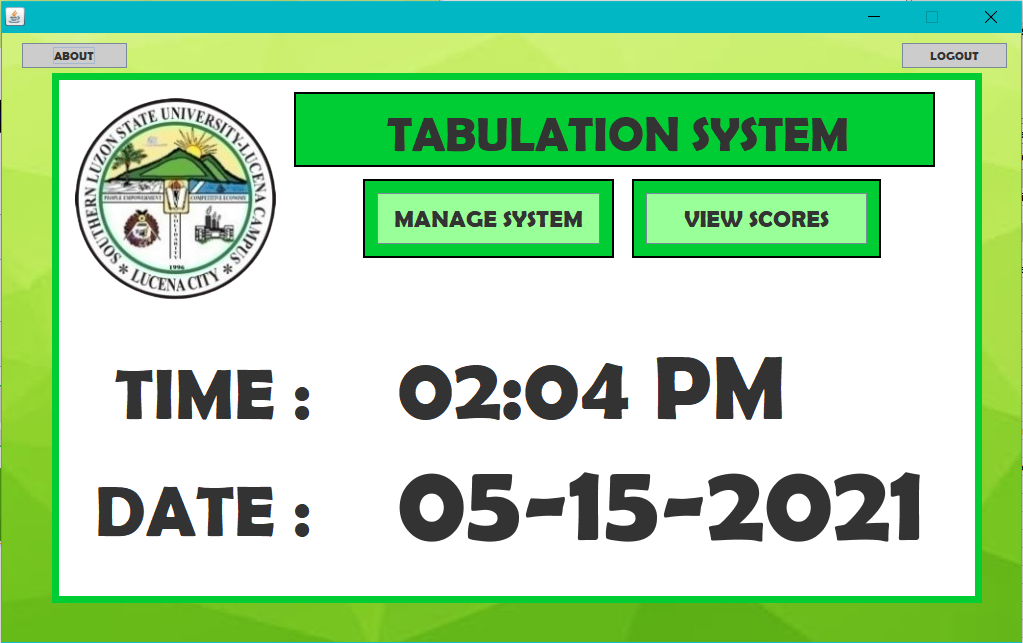 ABOUT
LOGOUT
TABULATION SYSTEM
MANAGE SYSTEM
VIEW SCORES
SOUTHERN LUZON STATE UNIVERSITY-LUCENA CAMPUS
PEOPLE EMPOWERMENT
COMPETITIVE ECONOMY
SOLIDARITY
1996
* LUCENA CITY *
TIME : 02:04 PM
DATE : 05-15-2021